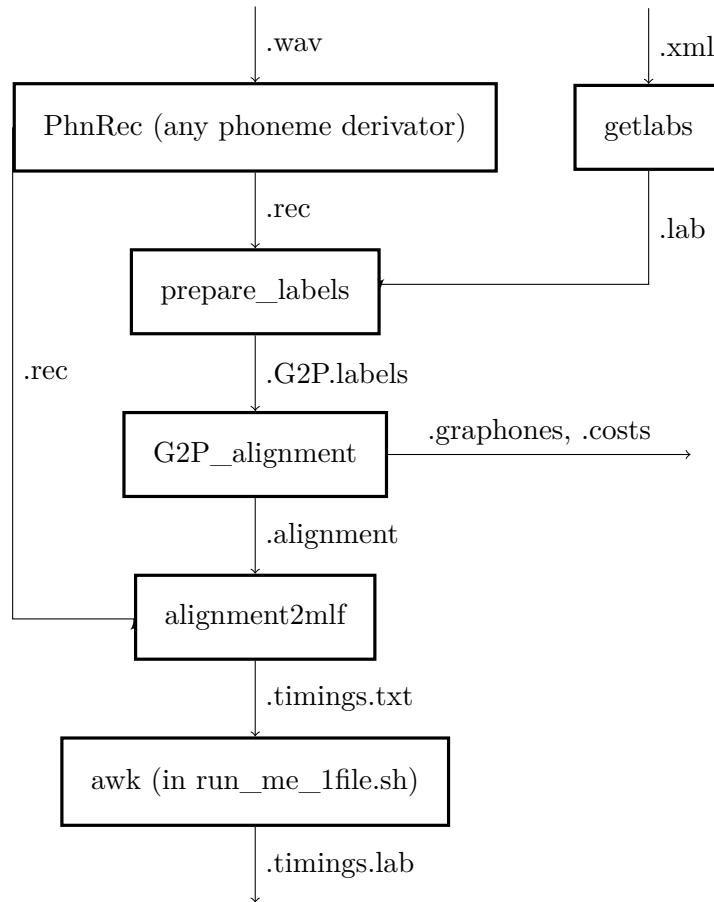 .wav
.xml
PhnRec (any phoneme derivator)
getlabs
.rec
.lab
prepare_labels
.rec
.G2P.labels
.graphones, .costs
G2P_alignment
.alignment
alignment2mlf
.timings.txt
awk (in run_me_1file.sh)
.timings.lab